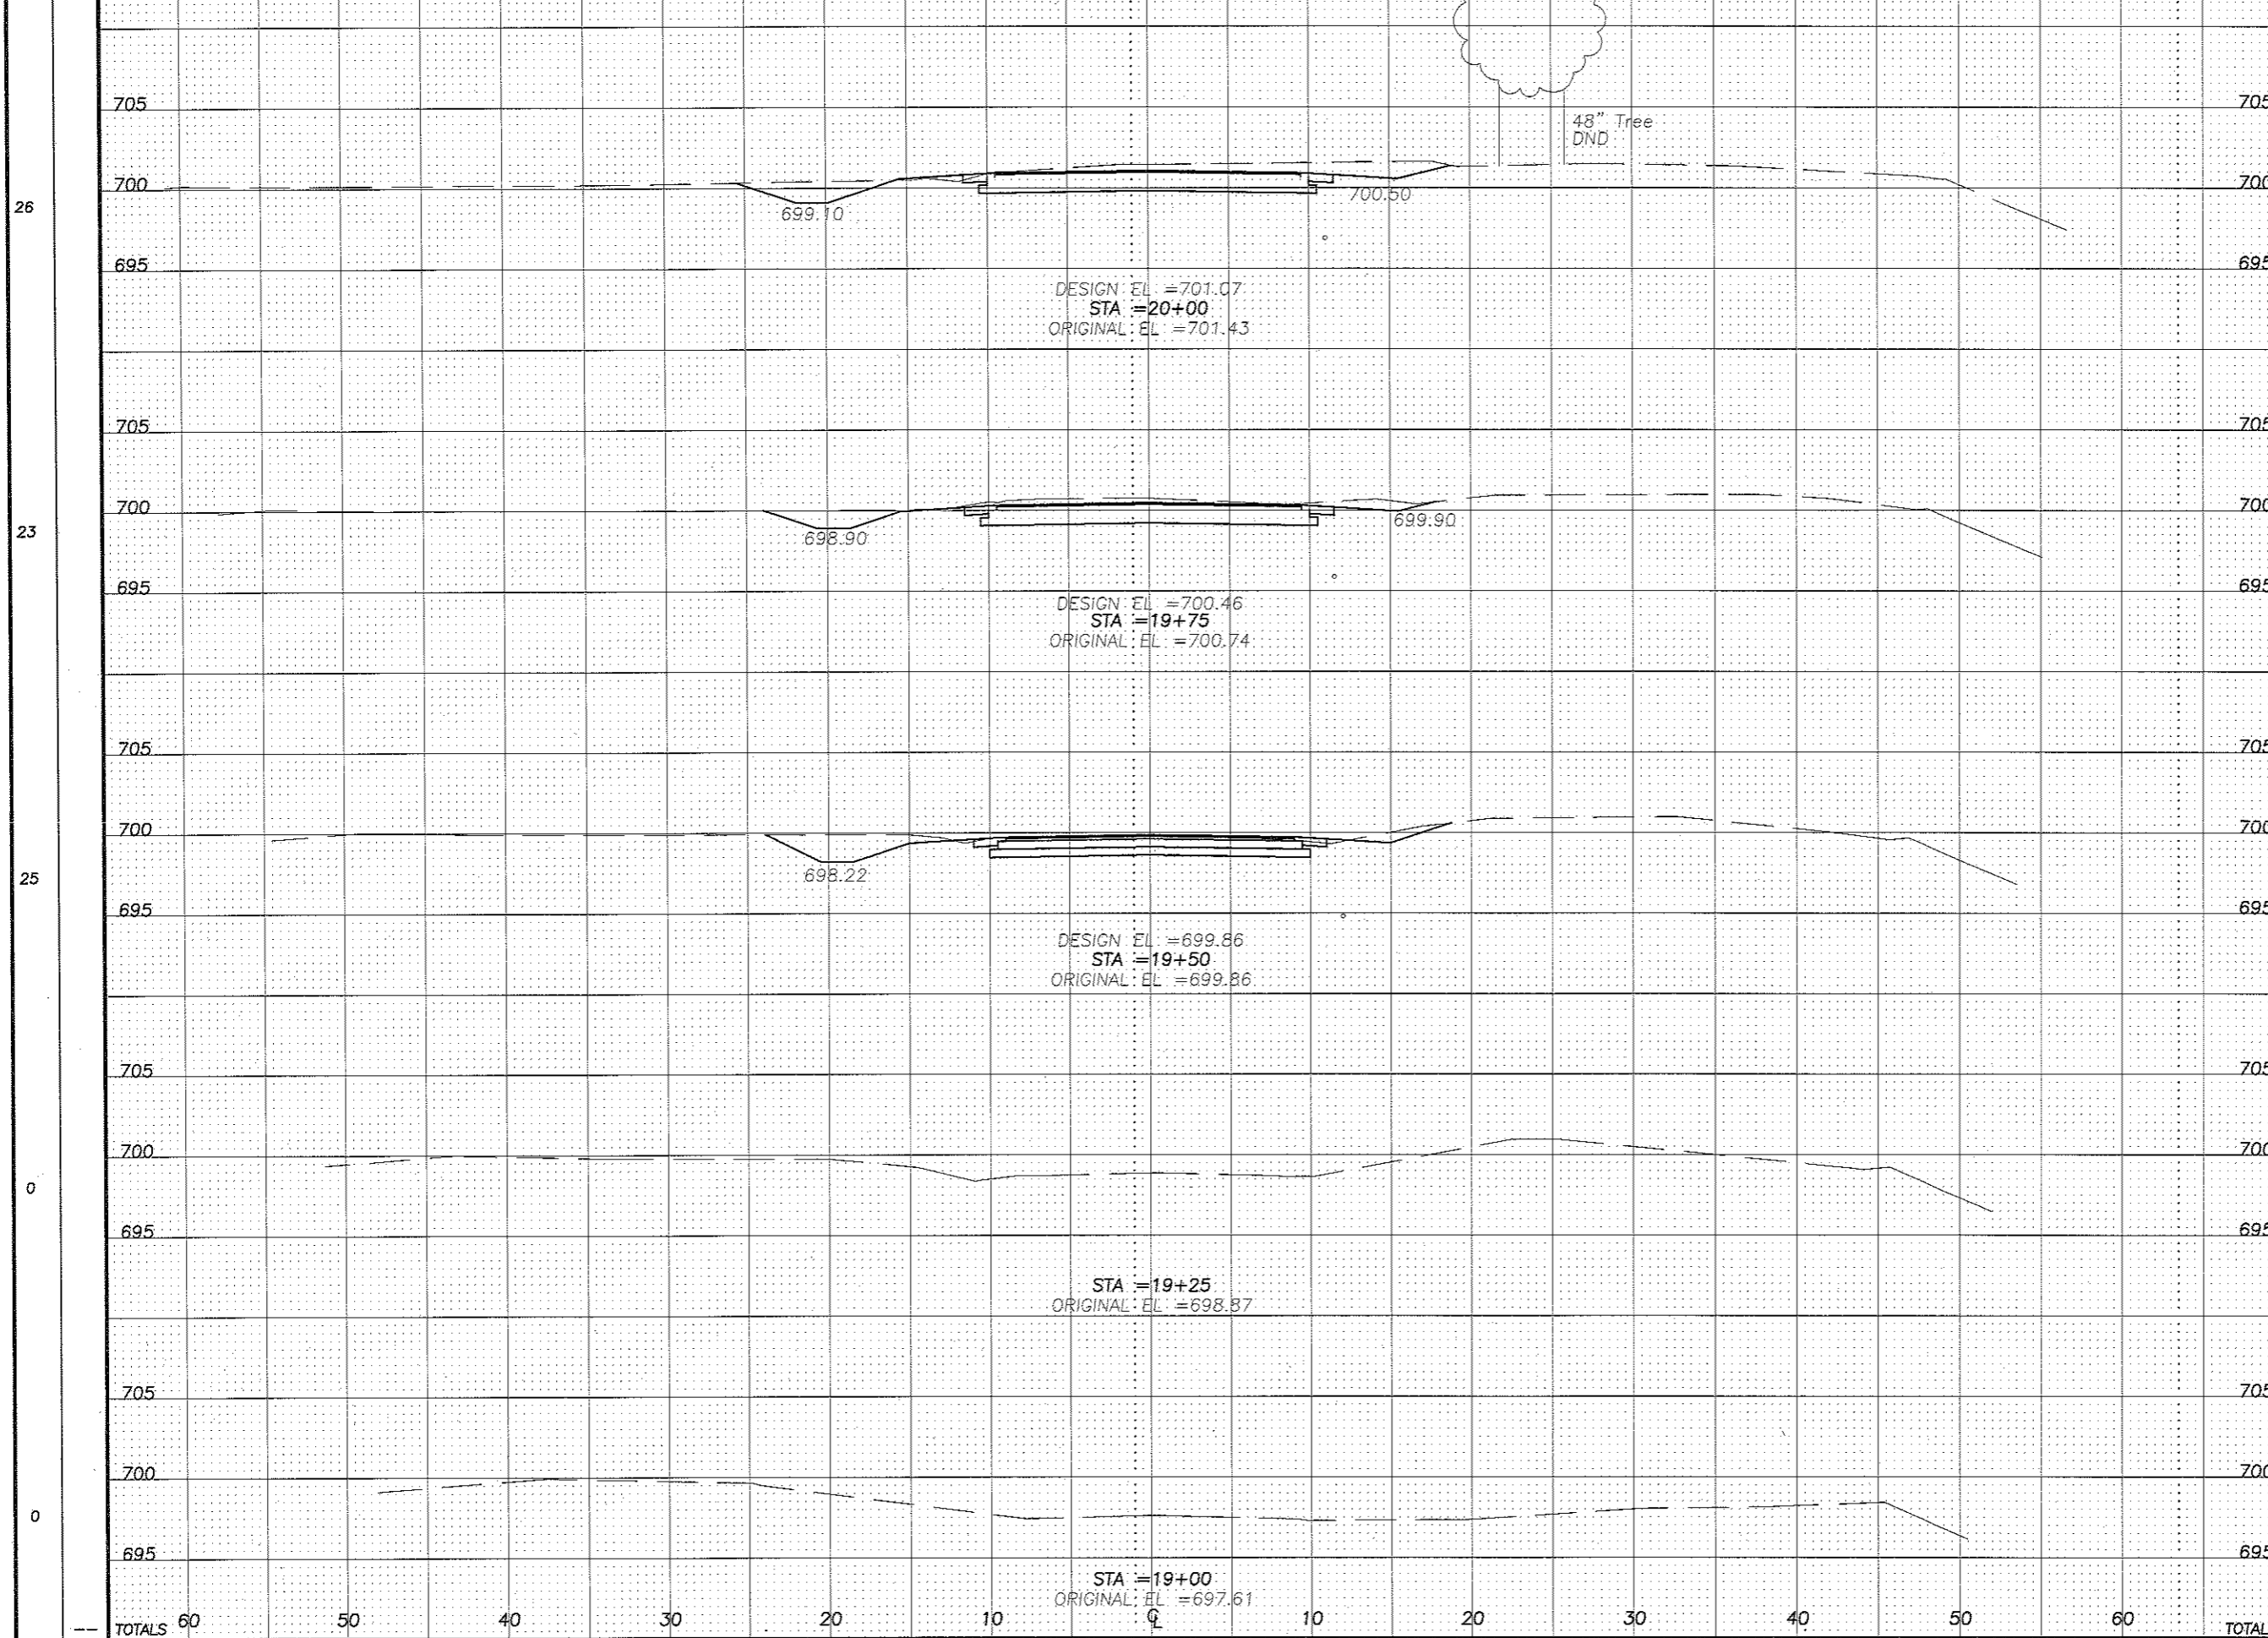 705 705
48" Tree
DND
700 700
700.50
26
699.10
695 695
DESIGN EL =701.07
STA =20+00
ORIGINAL EL =701.43
705 705
700 700
23
698.90
699.90
695 695
DESIGN EL =700.46
STA =19+75
ORIGINAL EL =700.74
705 705
700 700
25
698.22
695 695
DESIGN EL =699.86
STA =19+50
ORIGINAL EL =699.86
705 705
700 700
0
695 695
STA =19+25
ORIGINAL EL =698.87
705 705
700 700
0
695 695
STA =19+00
ORIGINAL EL =697.61
60 50 40 30 20 10 CL 10 20 30 40 50 60
-- TOTALS TOTAL